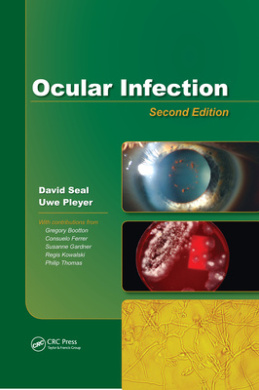 Ocular Infection
Second Edition
David Seal
Uwe Pleyer
With contributions from
Gregory Bootton
Consuelo Ferrer
Susanne Gardner
Regis Kowalski
Philip Thomas
CRC Press
Taylor & Francis Group